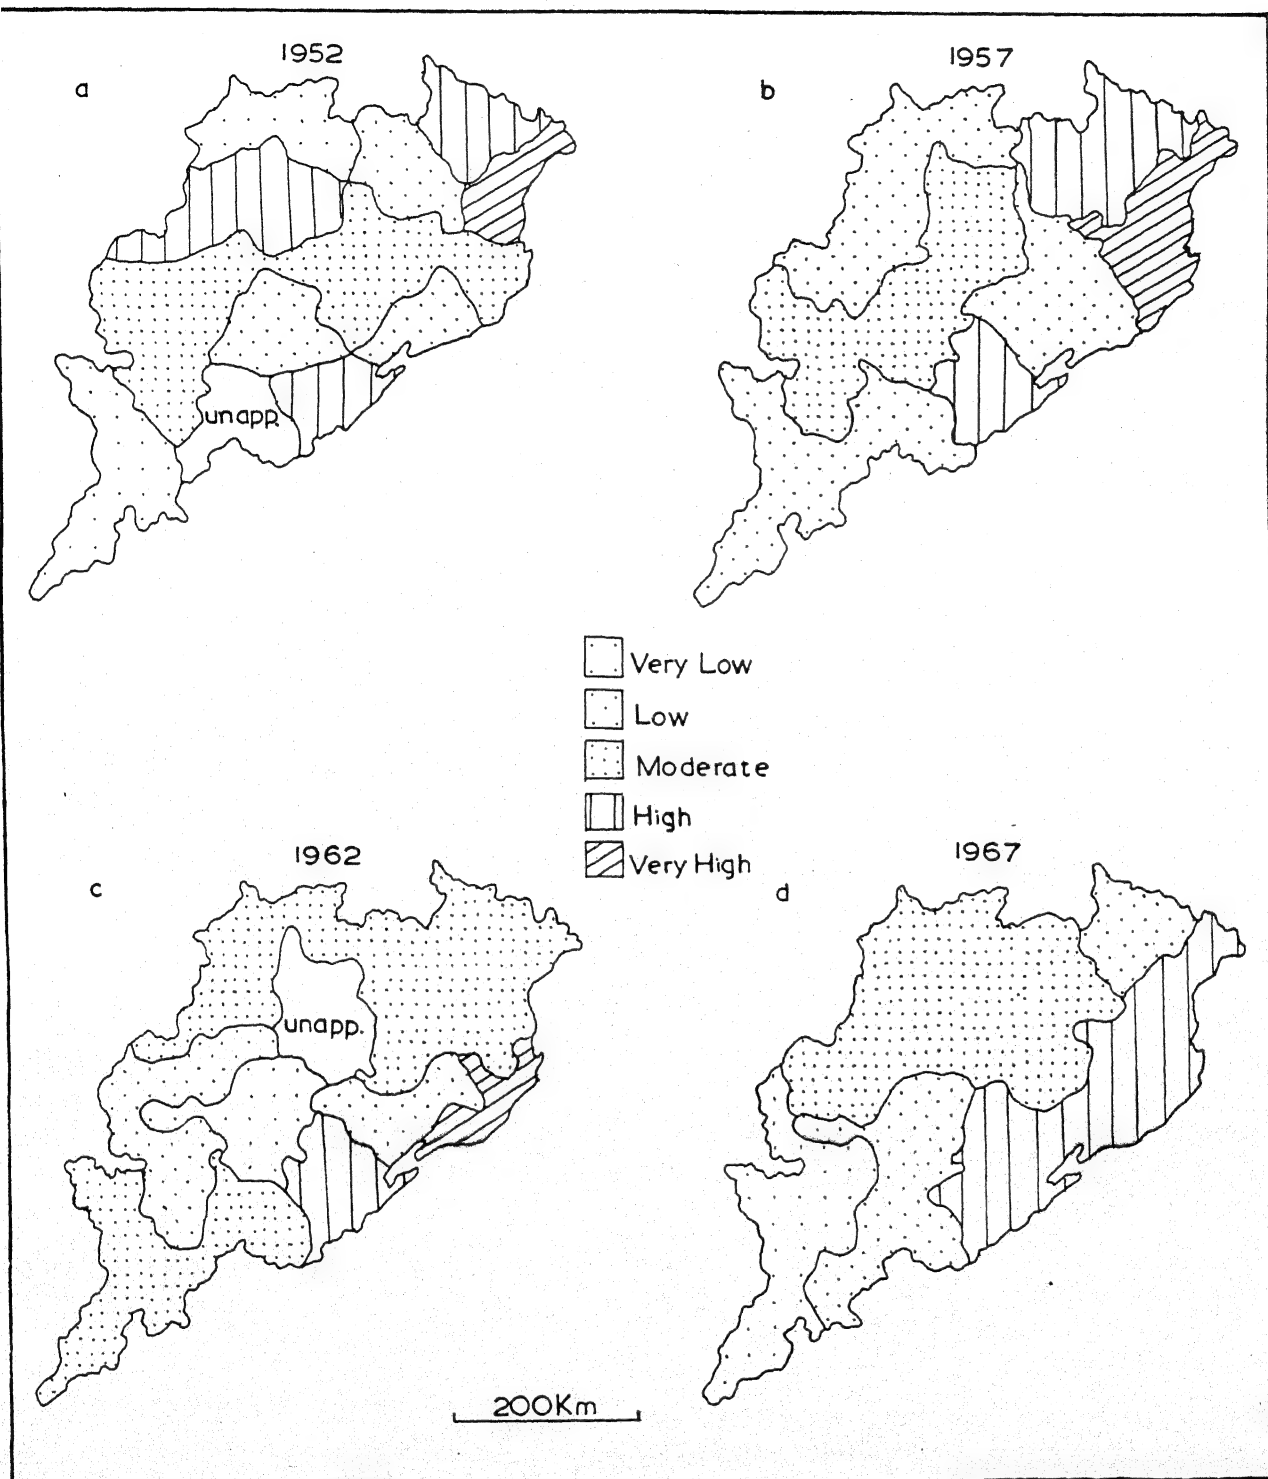 1952
1957
a
b
unapp.
Very Low
Low
Moderate
High
Very High
1962
1967
c
d
unapp.
200Km